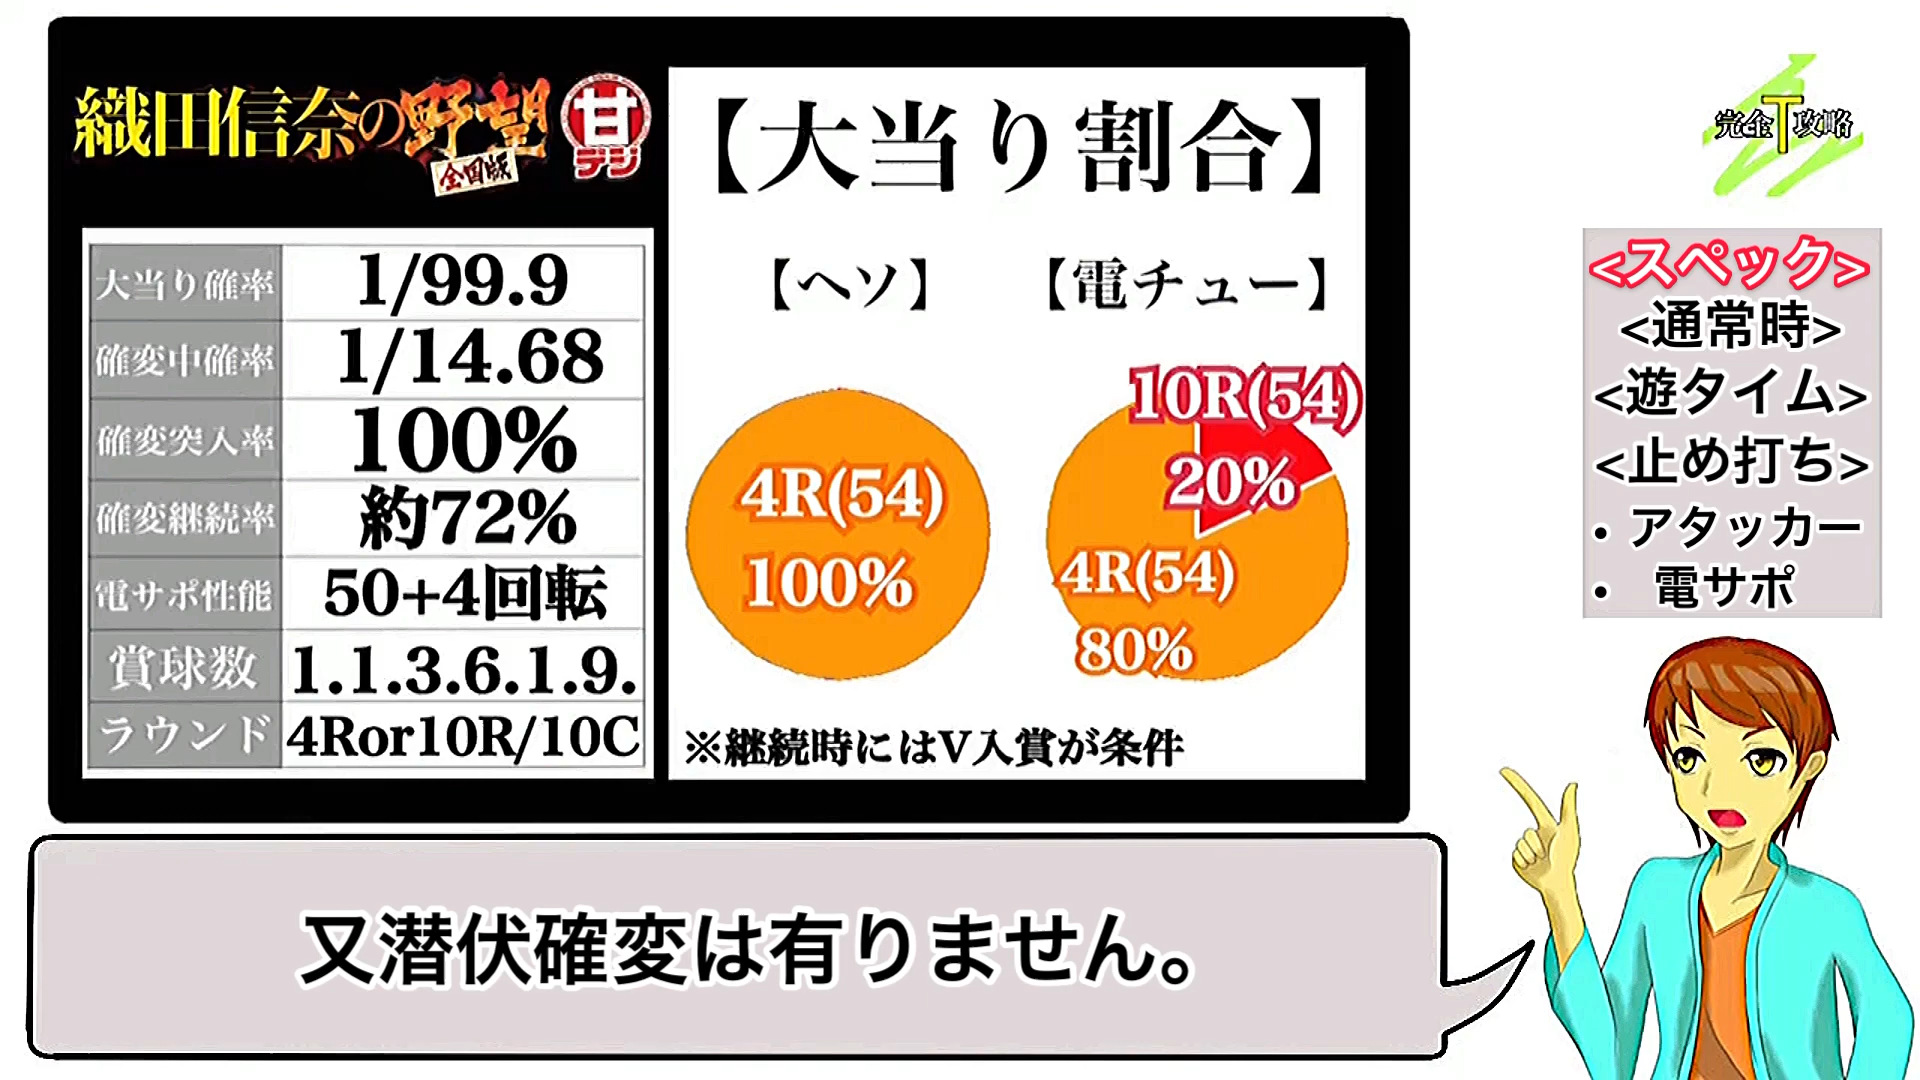 織田信奈の野望
全国版
甘デジ
大当り確率 1/99.9
確変中確率 1/14.68
確変突入率 100%
確変継続率 約72%
電サポ性能 50+4回転
賞球数 1.1.3.6.1.9.
ラウンド 4Ror10R/10C
【大当り割合】
【ヘソ】
4R(54)
100%
【電チュー】
10R(54)
20%
4R(54)
80%
※継続時にはV入賞が条件
完全T攻略
<スペック>
<通常時>
<遊タイム>
<止め打ち>
・アタッカー
・ 電サポ
又潜伏確変は有りません。